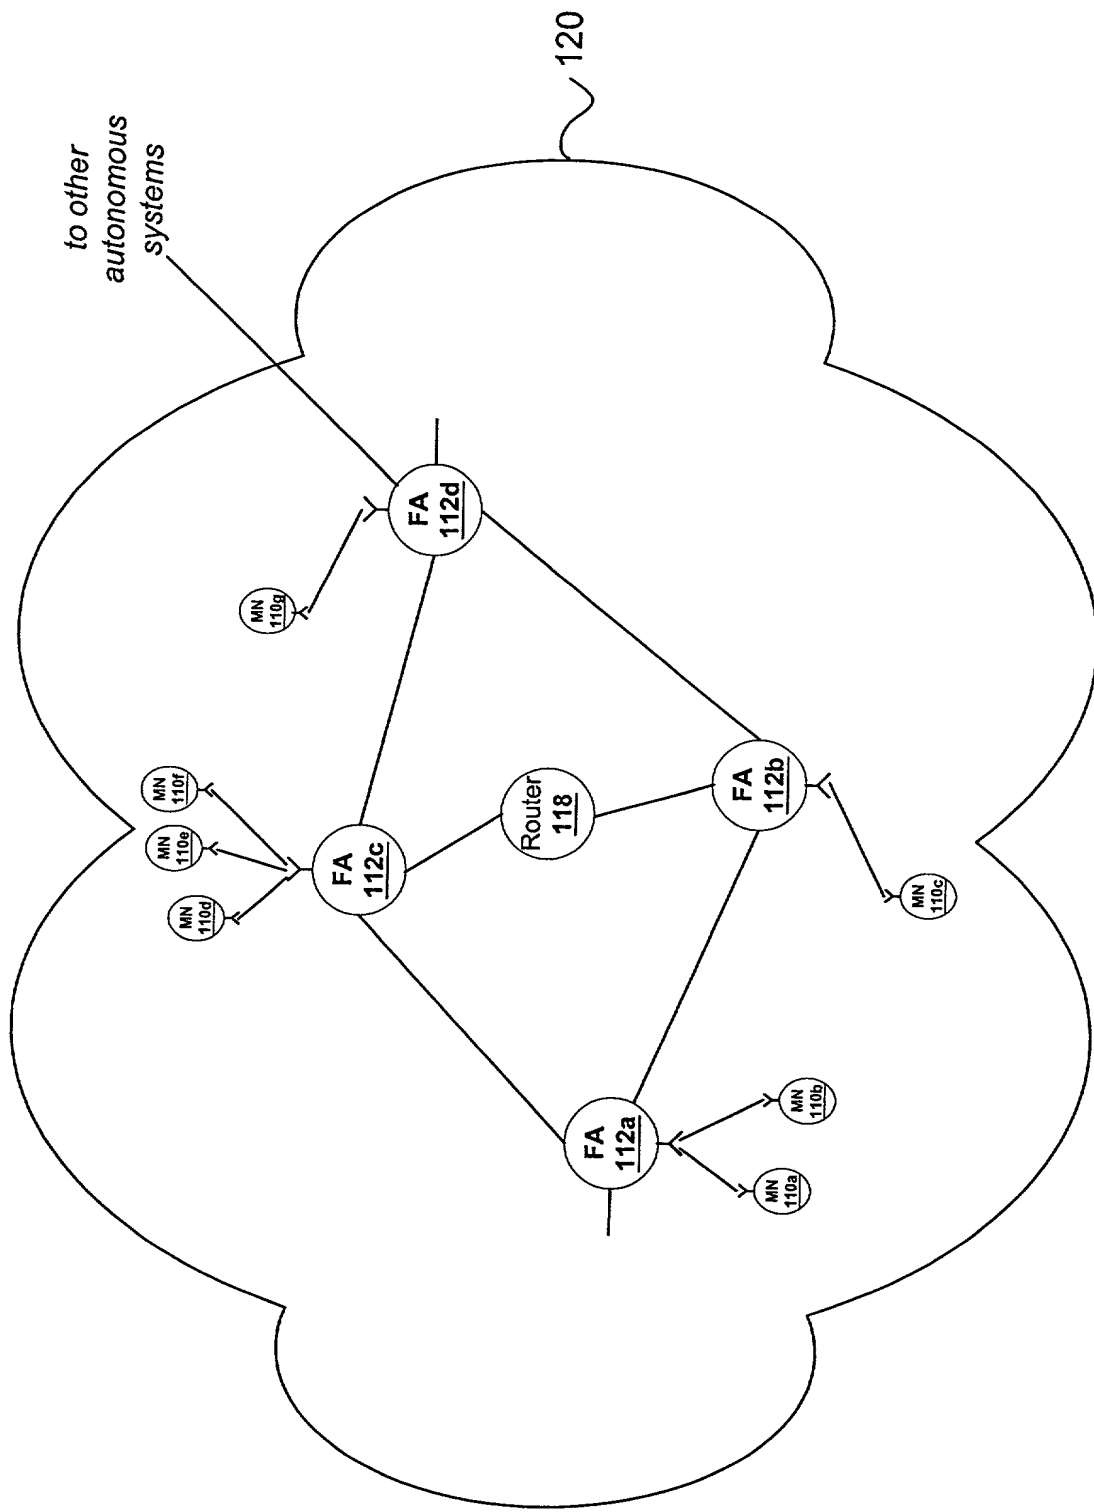 to other
autonomous
systems
120
MN
110f
MN
110e
MN
110d
MN
110g
FA
112d
FA
112c
Router
118
FA
112b
FA
112a
MN
110c
MN
110b
MN
110a